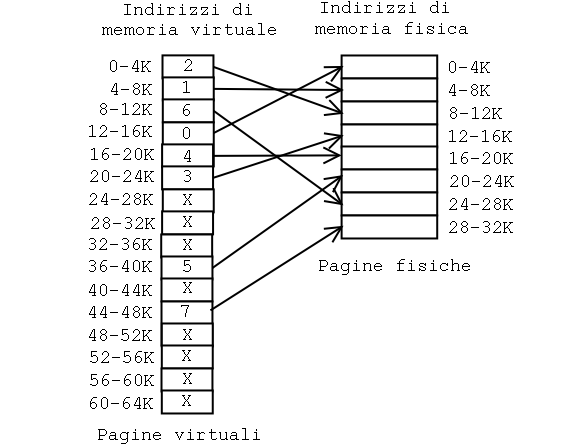 Indirizzi di
memoria virtuale
Indirizzi di
memoria fisica
0-4K 2
4-8K 1
8-12K 6
12-16K 0
16-20K 4
20-24K 3
24-28K X
28-32K X
32-36K X
36-40K 5
40-44K X
44-48K 7
48-52K X
52-56K X
56-60K X
60-64K X
Pagine virtuali
0-4K
4-8K
8-12K
12-16K
16-20K
20-24K
24-28K
28-32K
Pagine fisiche